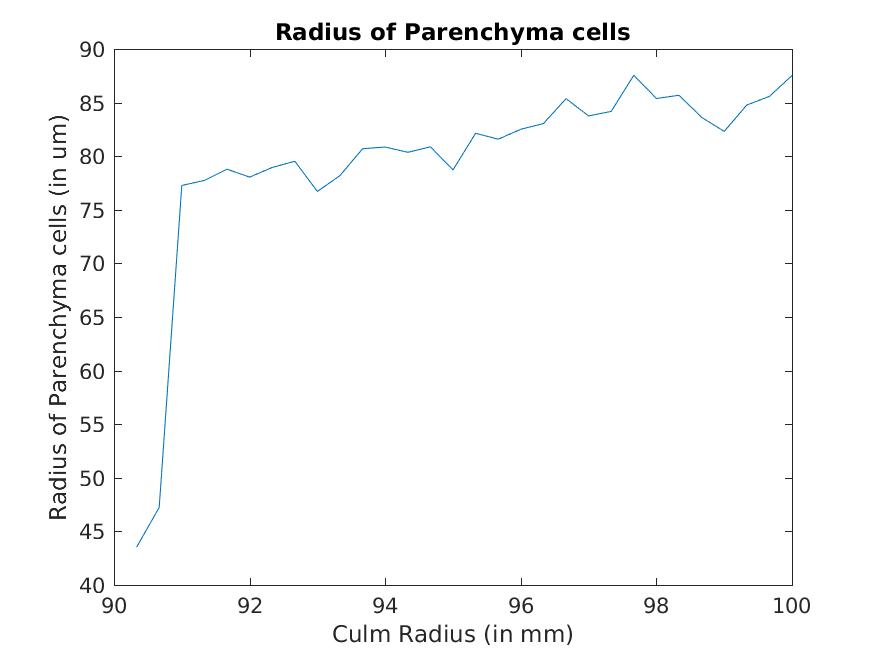 Radius of Parenchyma cells
Radius of Parenchyma cells (in um)
90
85
80
75
70
65
60
55
50
45
40
90 92 94 96 98 100
Culm Radius (in mm)